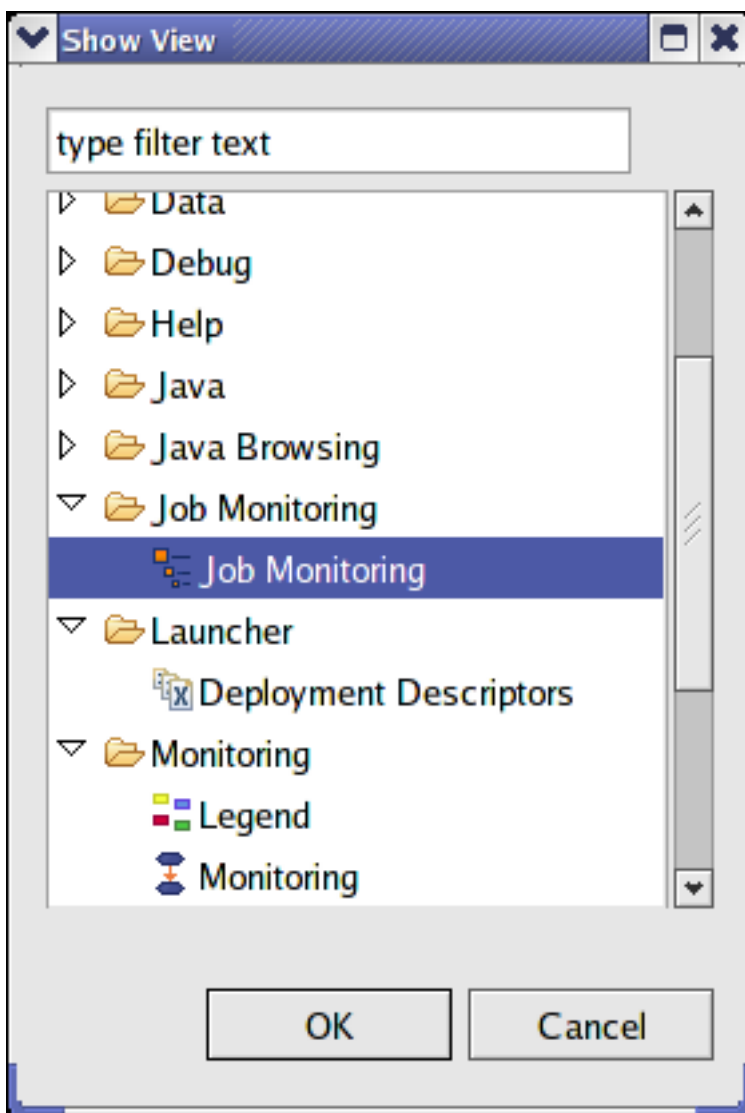 Show View
type filter text
Data
Debug
Help
Java
Java Browsing
Job Monitoring
Job Monitoring
Launcher
Deployment Descriptors
Monitoring
Legend
Monitoring
OK Cancel